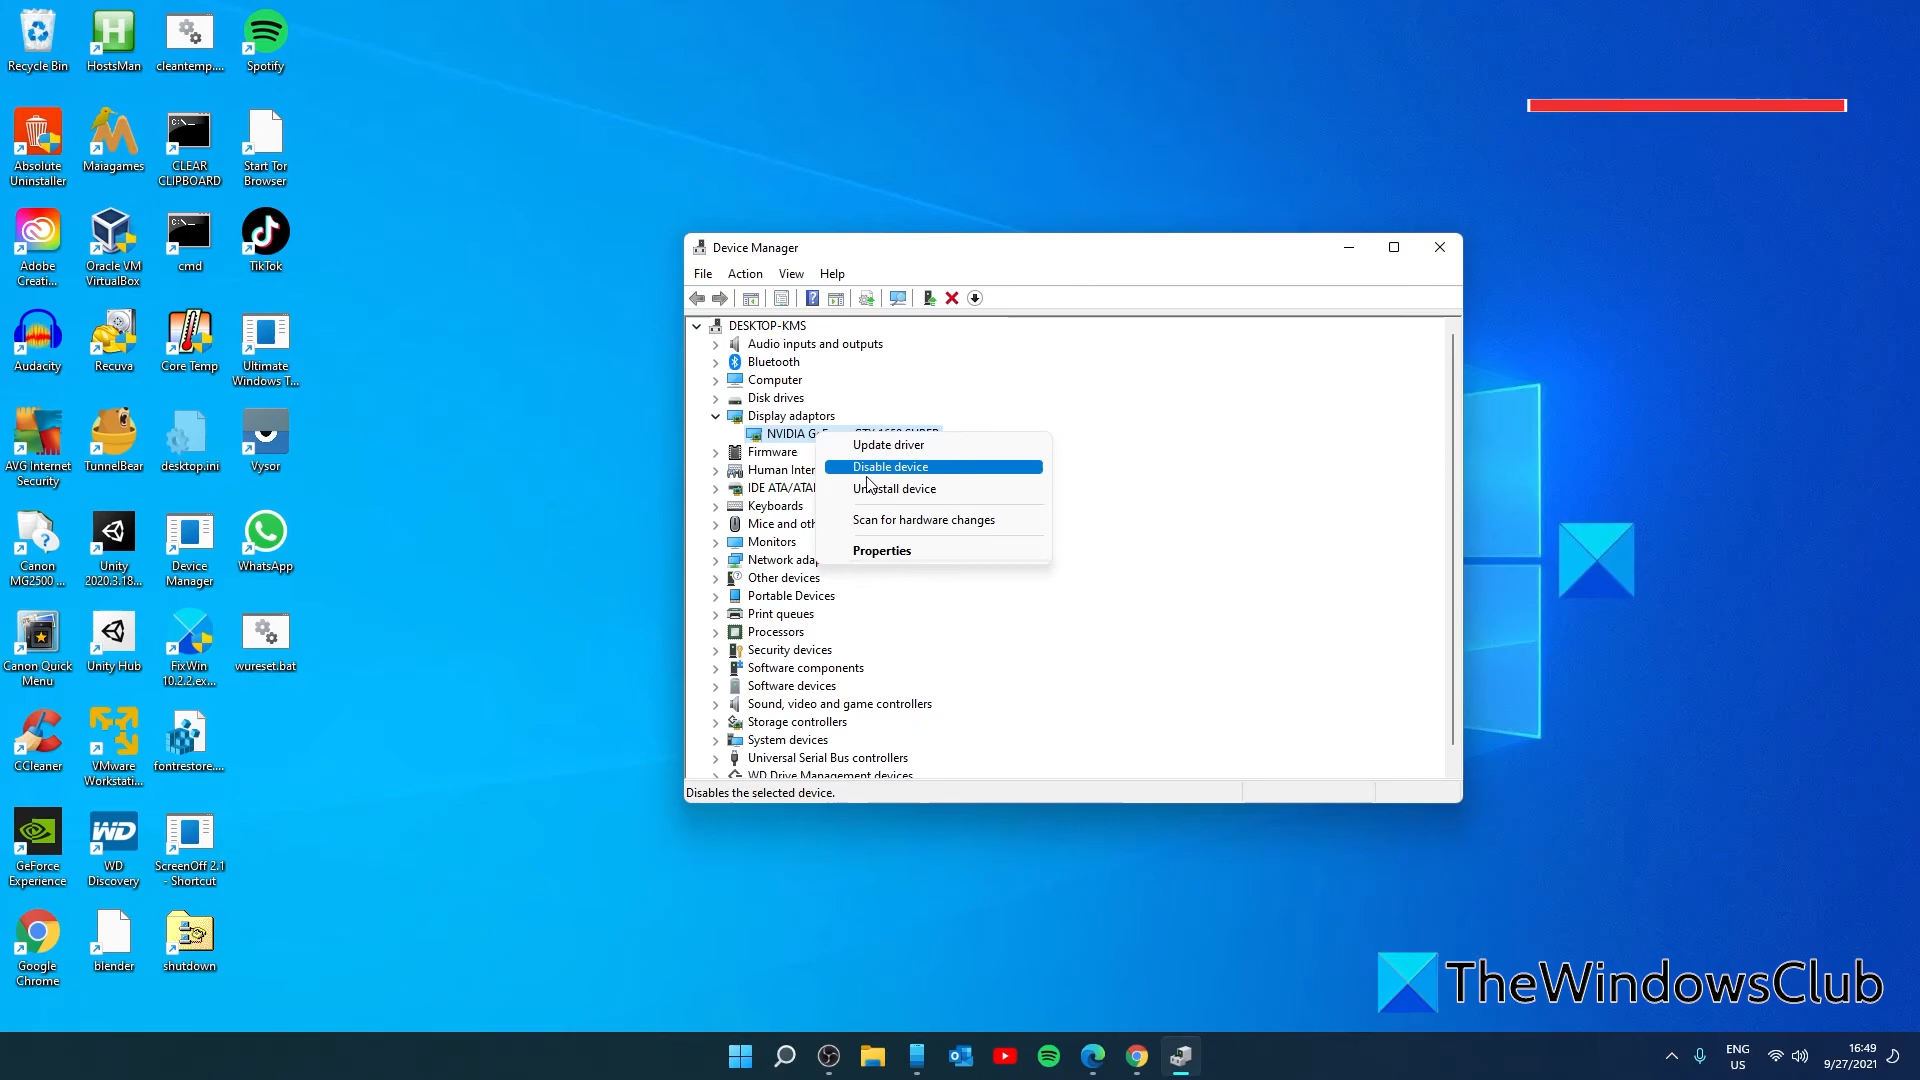 Recycle Bin
HostsMan
cleantemp....
Spotify
Absolute
Uninstaller
Maiagames
CLEAR
CLIPBOARD
Start Tor
Browser
Adobe
Creati...
Oracle VM
VirtualBox
cmd
TikTok
Audacity
Recuva
Core Temp
Ultimate
Windows T...
AVG Internet
Security
TunnelBear
desktop.ini
Vysor
Canon
MG2500 ...
Unity
2020.3.18...
Device
Manager
WhatsApp
Canon Quick
Menu
Unity Hub
FixWin
10.2.2.ex...
wureset.bat
CCleaner
VMware
Workstati...
fontrestore....
GeForce
Experience
WD
Discovery
ScreenOff 2.1
- Shortcut
Google
Chrome
blender
shutdown
Device Manager
File Action View Help
DESKTOP-KMS
Audio inputs and outputs
Bluetooth
Computer
Disk drives
Display adaptors
NVIDIA
Firmware
Human
IDE
Keyboards
Mice and
Monitors
Network
Other devices
Portable Devices
Print queues
Processors
Security devices
Software components
Software devices
Sound, video and game controllers
Storage controllers
System devices
Universal Serial Bus controllers
WD Drive Management devices
Update driver
Disable device
Uninstall device
Scan for hardware changes
Properties
Disables the selected device.
TheWindowsClub
ENG
US
16:49
9/27/2021